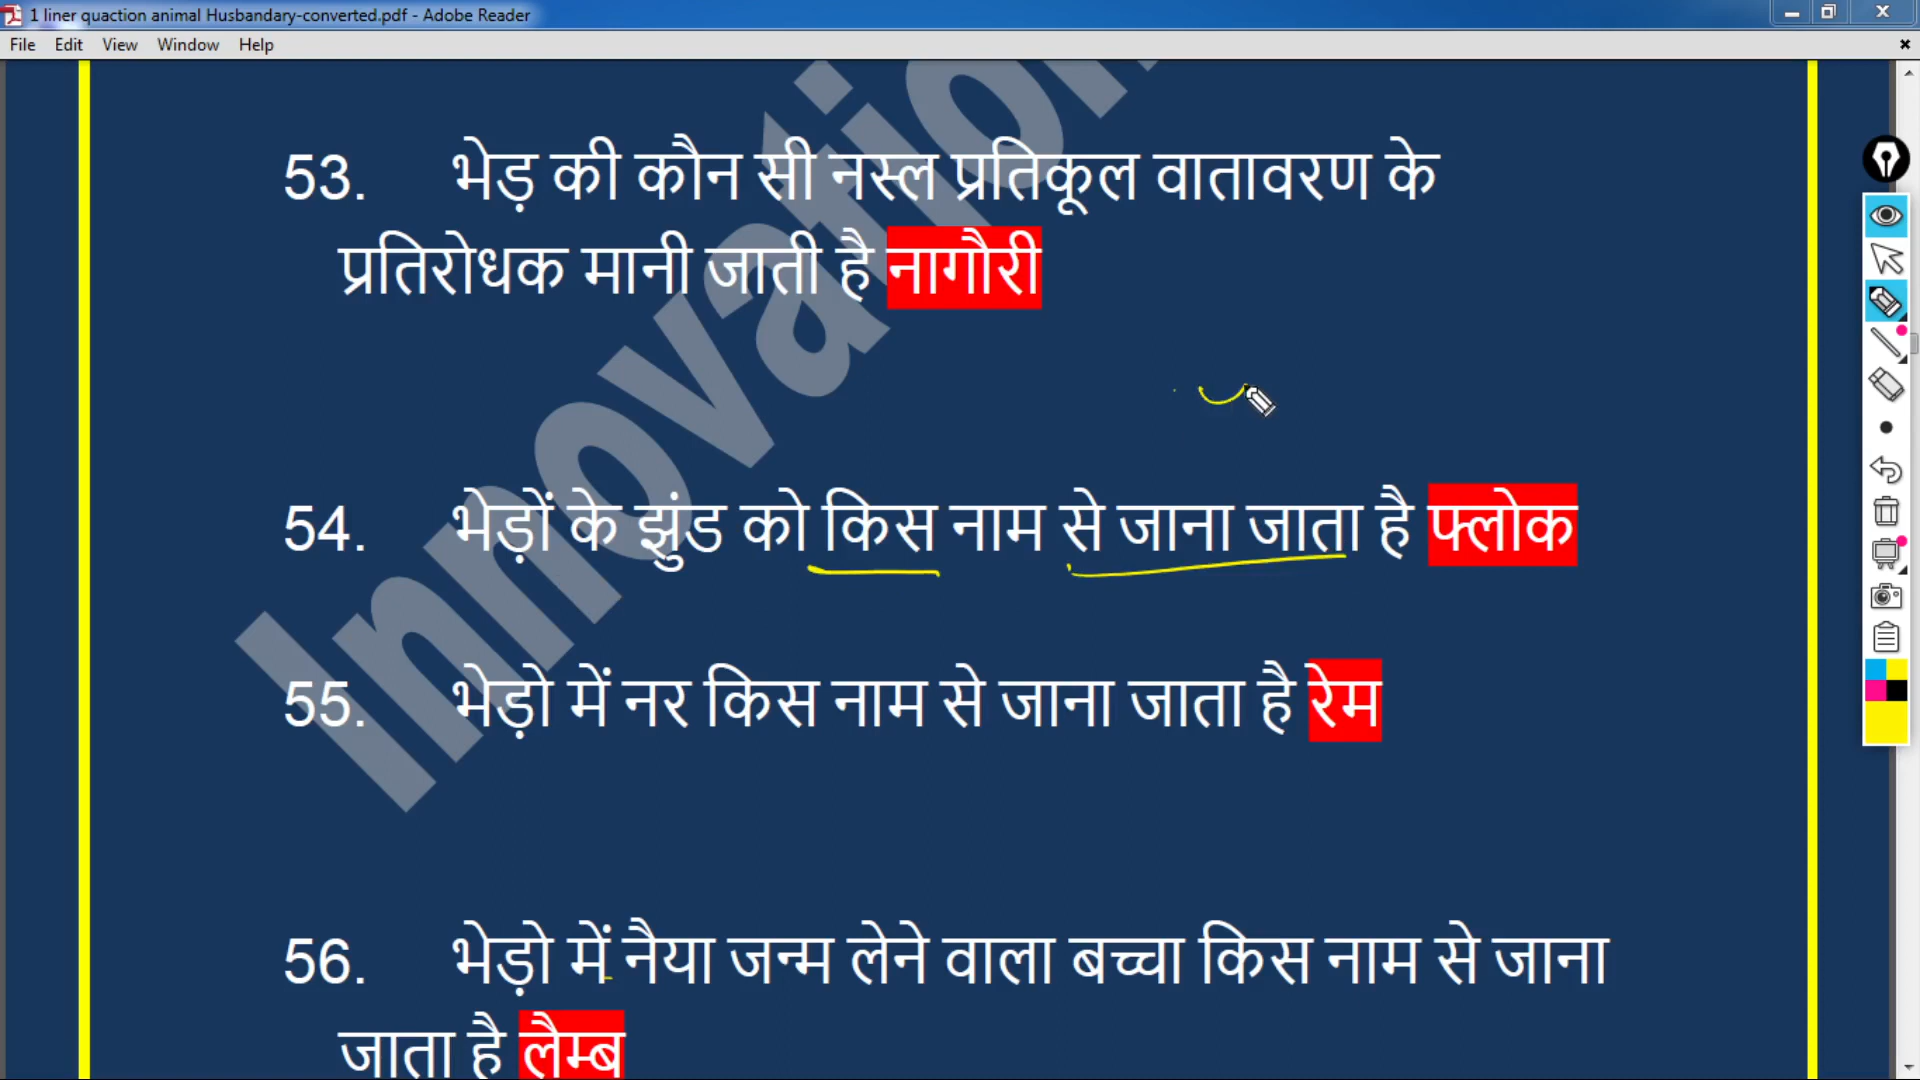 1 liner quaction animal Husbandary-converted.pdf - Adobe Reader
File Edit View Window Help
53. भेड़ की कौन सी नस्ल प्रतिकूल वातावरण के
प्रतिरोधक मानी जाती है नागौरी
54. भेड़ों के झुंड को किस नाम से जाना जाता है फ्लोक
55. भेड़ो में नर किस नाम से जाना जाता है रेम
56. भेड़ो में नैया जन्म लेने वाला बच्चा किस नाम से जाना
जाता है लैम्ब
Innovation